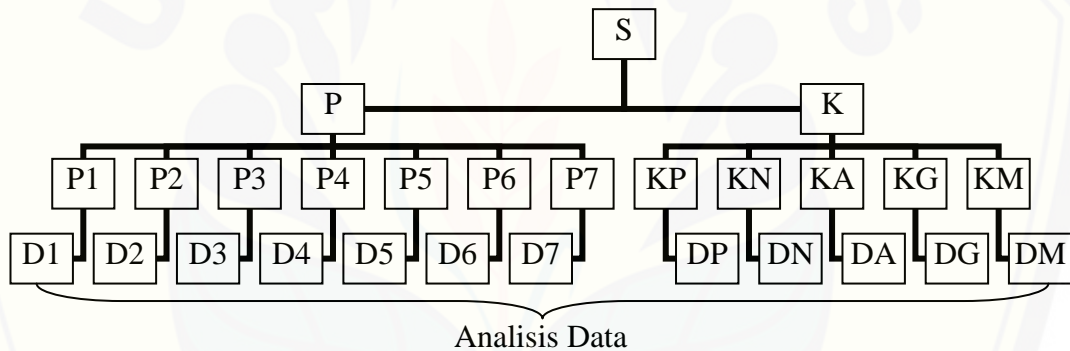 S
P K
P1 P2 P3 P4 P5 P6 P7 KP KN KA KG KM
D1 D2 D3 D4 D5 D6 D7 DP DN DA DG DM
Analisis Data